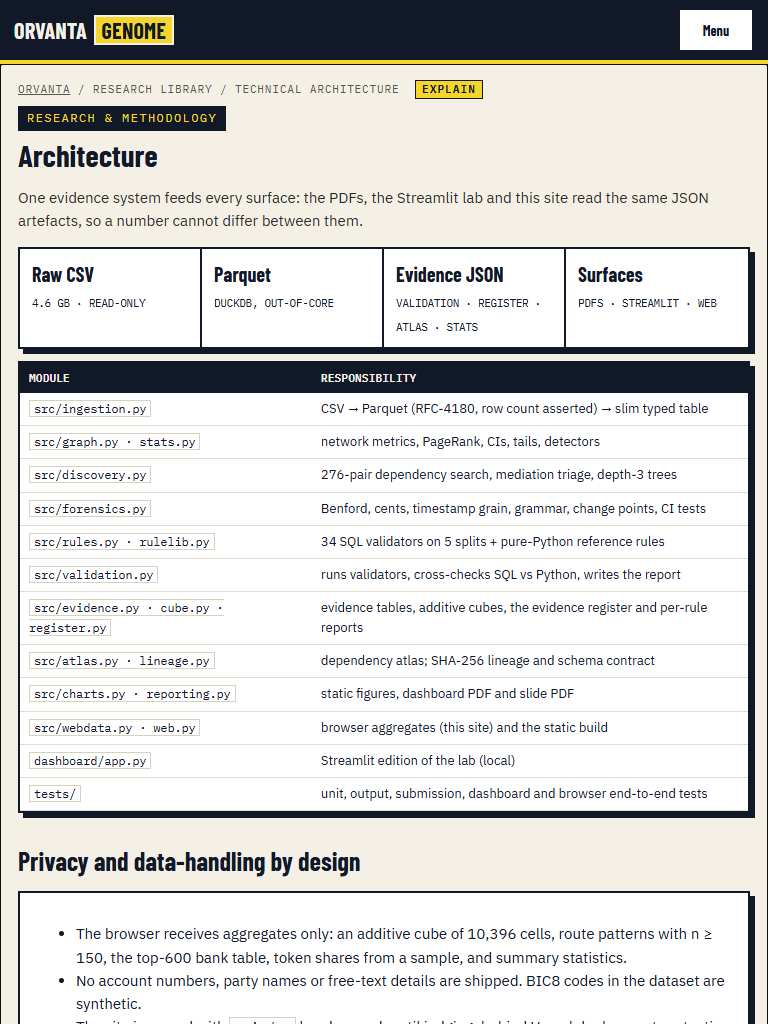 ORVANTA GENOME
Menu
ORVANTA / RESEARCH LIBRARY / TECHNICAL ARCHITECTURE EXPLAIN
RESEARCH & METHODOLOGY
Architecture
One evidence system feeds every surface: the PDFs, the Streamlit lab and this site read the same JSON
artefacts, so a number cannot differ between them.
Raw CSV
4.6 GB · READ-ONLY
Parquet
DUCKDB, OUT-OF-CORE
Evidence JSON
VALIDATION · REGISTER ·
ATLAS · STATS
Surfaces
PDFS · STREAMLIT · WEB
MODULE RESPONSIBILITY
src/ingestion.py CSV → Parquet (RFC-4180, row count asserted) → slim typed table
src/graph.py · stats.py network metrics, PageRank, CIs, tails, detectors
src/discovery.py 276-pair dependency search, mediation triage, depth-3 trees
src/forensics.py Benford, cents, timestamp grain, grammar, change points, CI tests
src/rules.py · rulelib.py 34 SQL validators on 5 splits + pure-Python reference rules
src/validation.py runs validators, cross-checks SQL vs Python, writes the report
src/evidence.py · cube.py · evidence tables, additive cubes, the evidence register and per-rule
register.py reports
src/atlas.py · lineage.py dependency atlas; SHA-256 lineage and schema contract
src/charts.py · reporting.py static figures, dashboard PDF and slide PDF
src/webdata.py · web.py browser aggregates (this site) and the static build
dashboard/app.py Streamlit edition of the lab (local)
tests/ unit, output, submission, dashboard and browser end-to-end tests
Privacy and data-handling by design
• The browser receives aggregates only: an additive cube of 10,396 cells, route patterns with n ≥
150, the top-600 bank table, token shares from a sample, and summary statistics.
• No account numbers, party names or free-text details are shipped. BIC8 codes in the dataset are
synthetic.